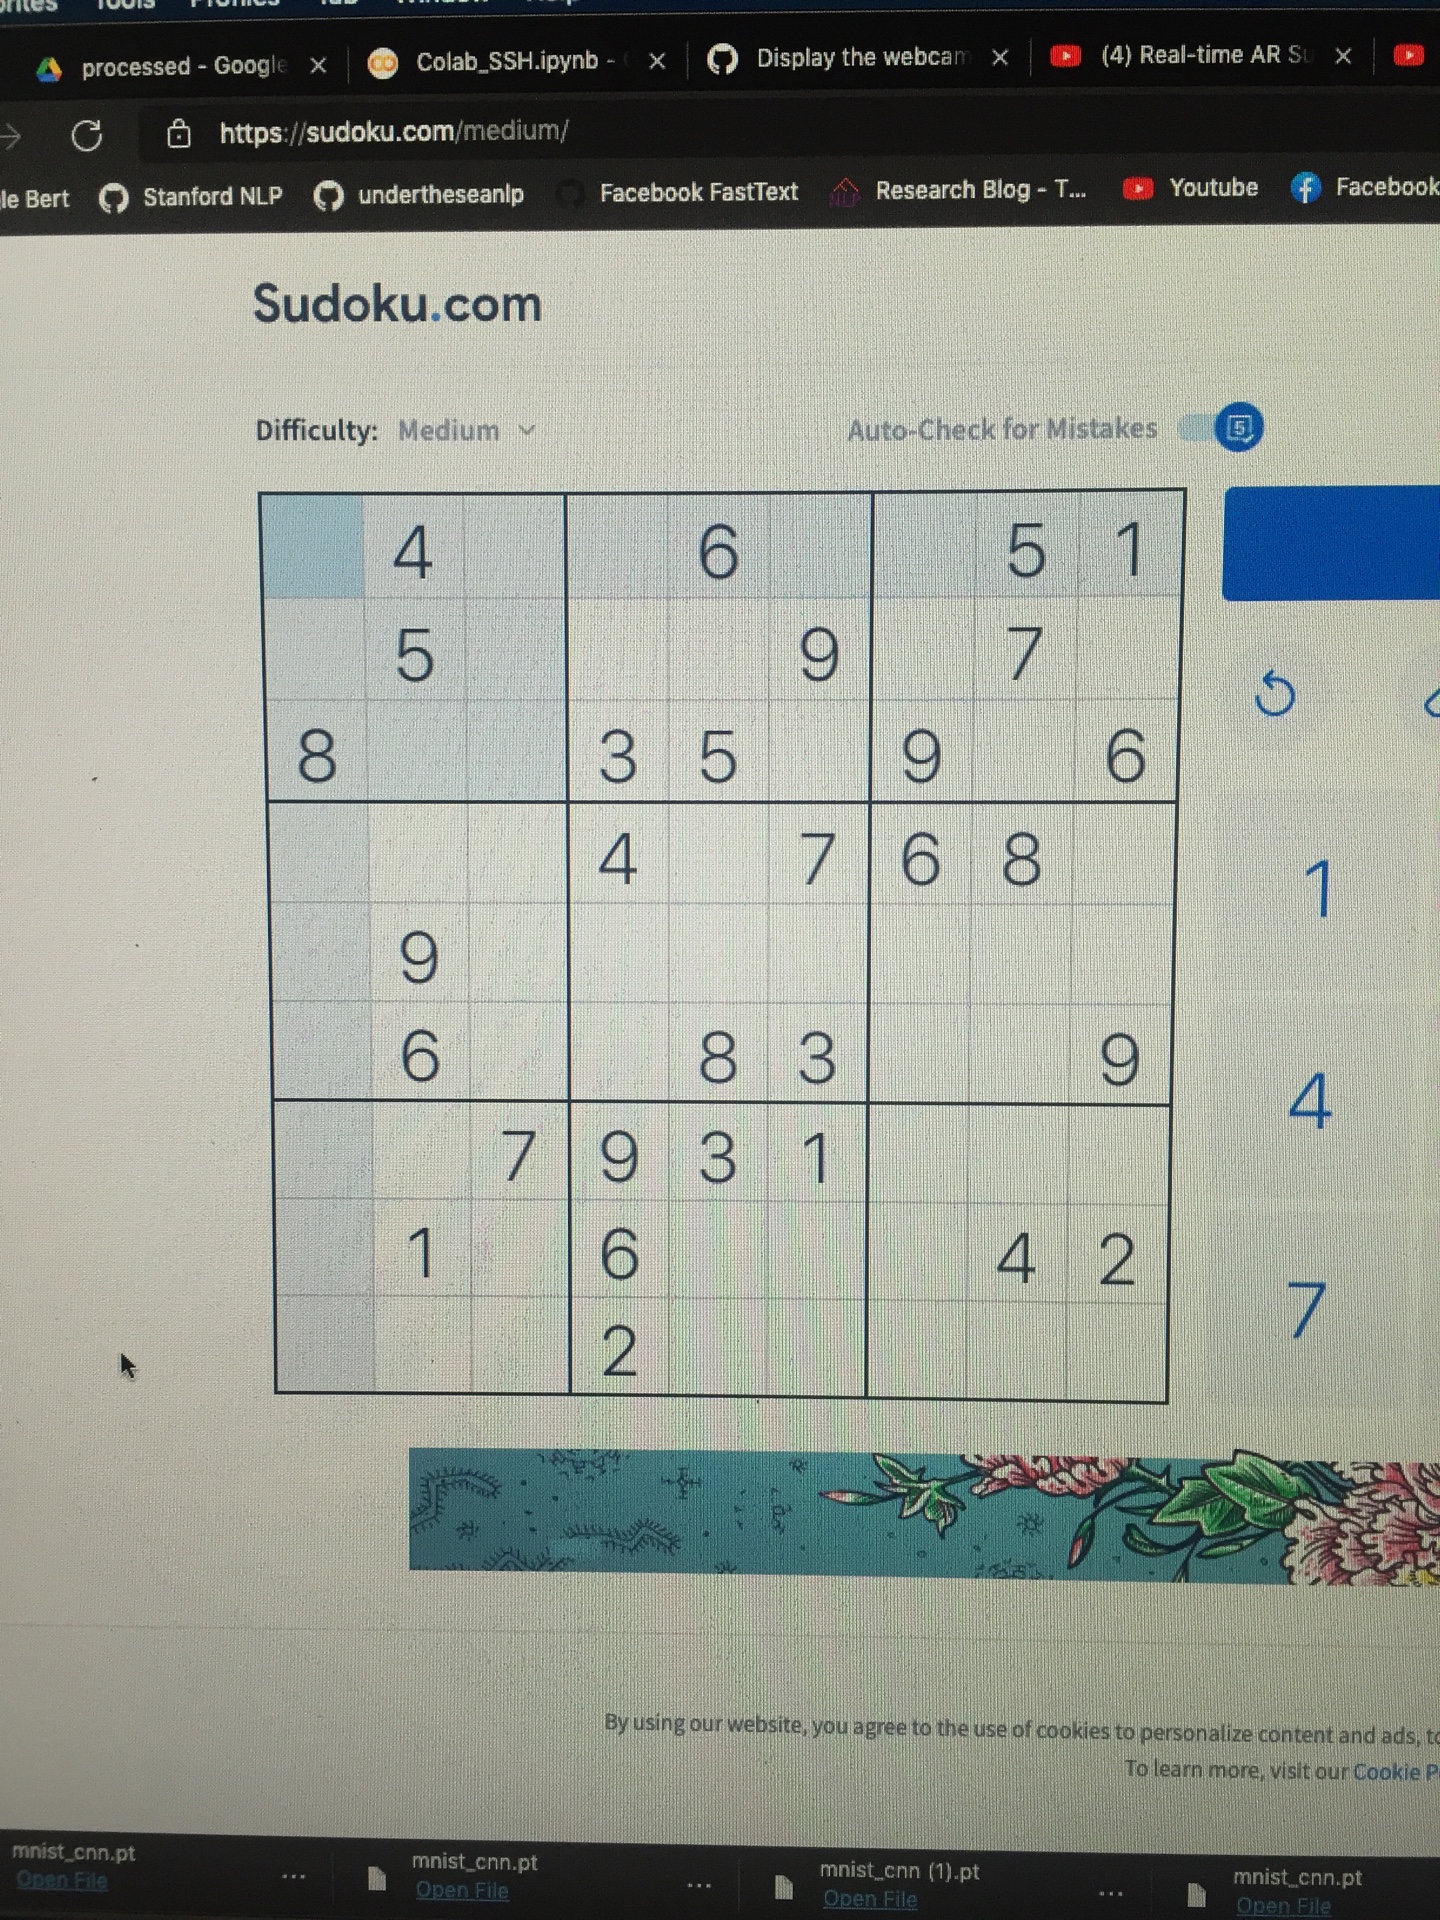 Tools
processed - Google
Colab_SSH.ipynb -
Display the webcam
(4) Real-time AR Su
https://sudoku.com/medium/
le Bert
Stanford NLP
undertheseanlp
Facebook FastText
Research Blog - T...
Youtube
Facebook
Sudoku.com
Difficulty: Medium
Auto-Check for Mistakes
4 6 5 1
5 9 7
8 3 5 9 6
4 7 6 8
9
6 8 3 9
7 9 3 1
1 6 4 2
2
1
4
7
By using our website, you agree to the use of cookies to personalize content and ads, to
To learn more, visit our Cookie P
mnist_cnn.pt
Open File
...
mnist_cnn.pt
Open File
...
mnist_cnn (1).pt
Open File
...
mnist_cnn.pt
Open File